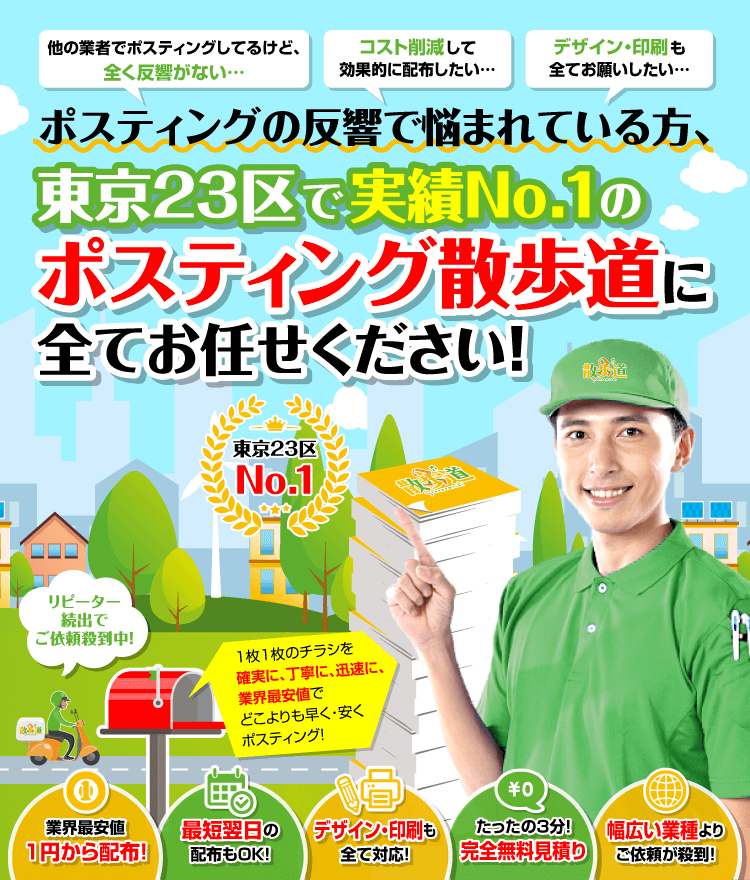 他の業者でポスティングしてるけど、
全く反響がない…
コスト削減して
効果的に配布したい…
デザイン・印刷も
全てお願いしたい…
ポスティングの反響で悩まれている方、
東京23区で実績No.1の
ポスティング散歩道に
全てお任せください!
散歩道
東京23区
No.1
散歩道
リピーター
続出で
ご依頼殺到中!
1枚1枚のチラシを
確実に、丁寧に、迅速に、
業界最安値で
どこよりも早く・安く
ポスティング!
散歩道
1
業界最安値
1円から配布!
最短翌日の
配布もOK!
デザイン・印刷も
全て対応!
¥0
たったの3分!
完全無料見積り
幅広い業種より
ご依頼が殺到!